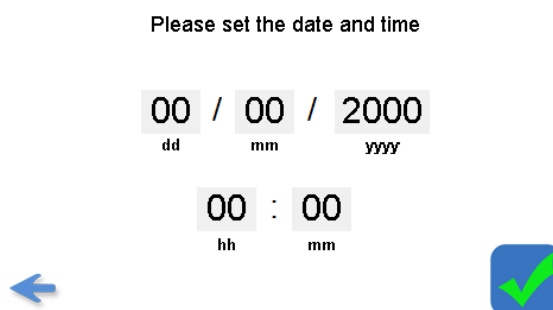 Please set the date and time
00 / 00 / 2000
dd mm yyyy
00 : 00
hh mm